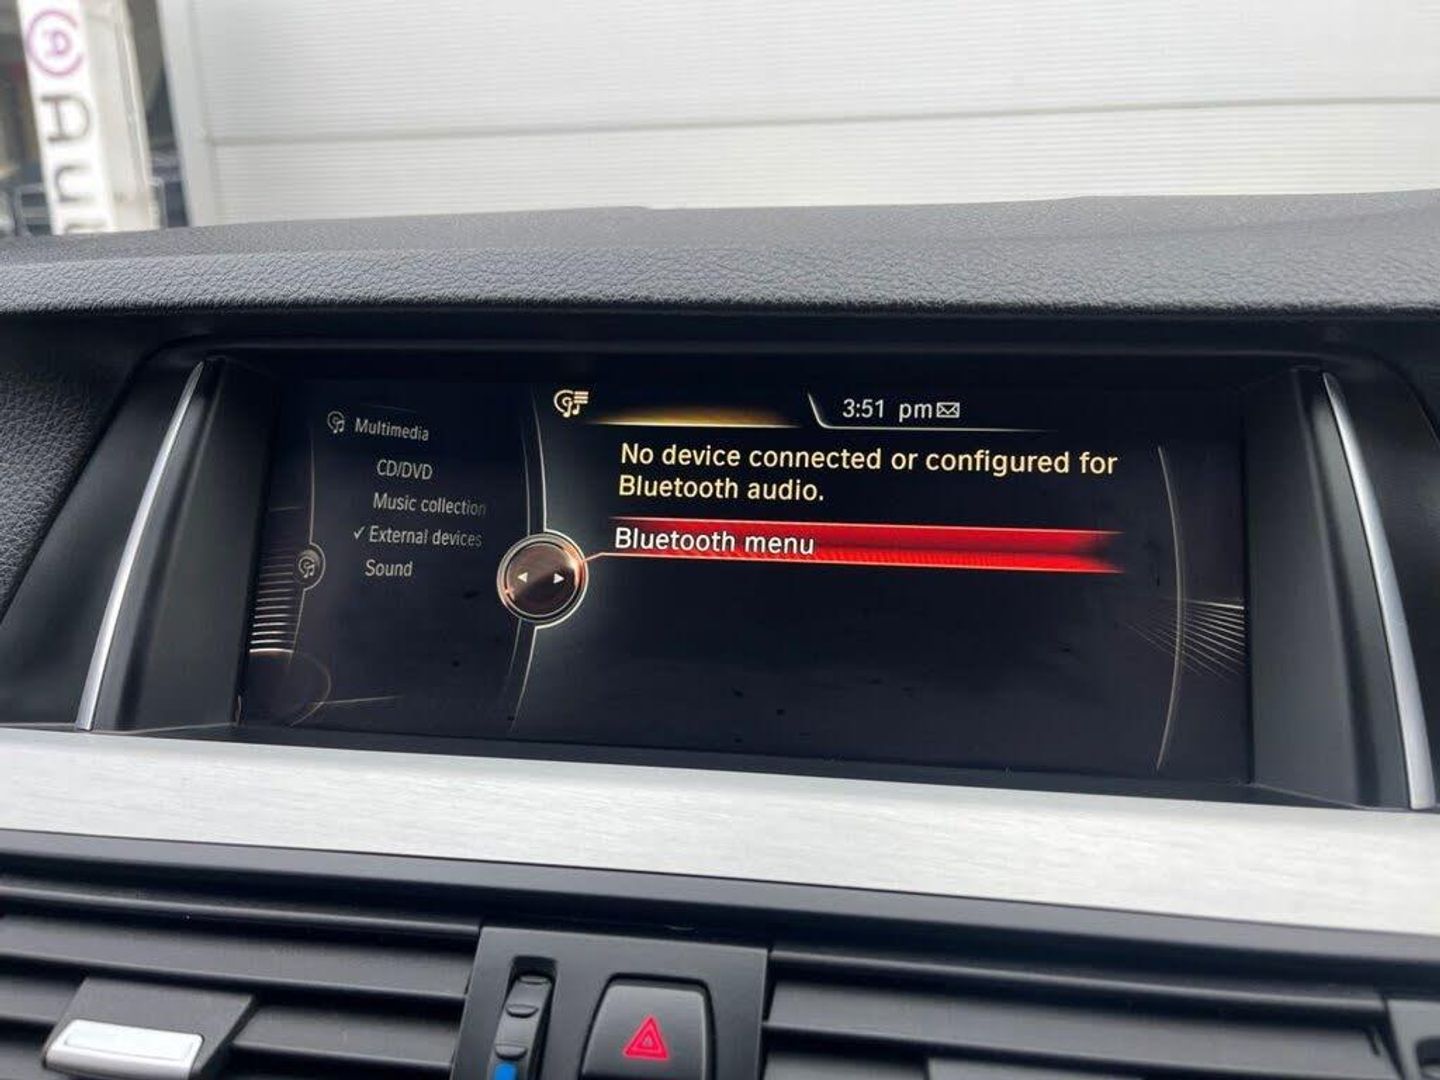 Multimedia
CD/DVD
Music collection
✓ External devices
Sound
3:51 pm
No device connected or configured for
Bluetooth audio.
Bluetooth menu